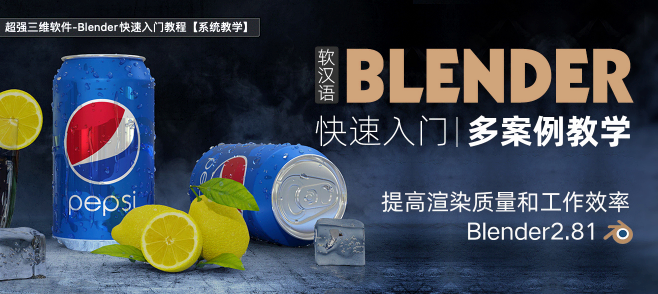 超强三维软件-Blender快速入门教程【系统教学】
软汉语
BLENDER
快速入门|多案例教学
提高渲染质量和工作效率
Blender2.81
pepsi